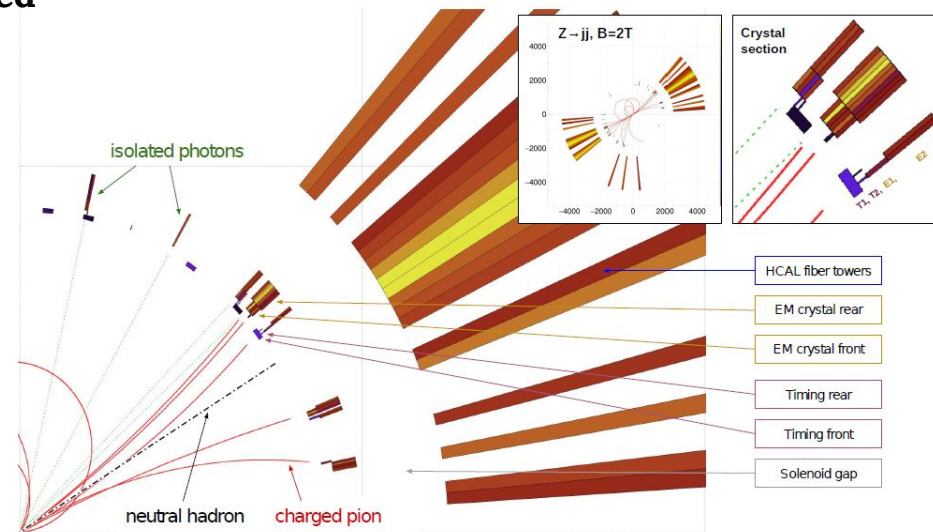 Z→jj, B=2T
4000
2000
0
−2000
−4000
−4000 −2000 0 2000 4000
Crystal
section
T1, T2, E1, E2
isolated photons
HCAL fiber towers
EM crystal rear
EM crystal front
Timing rear
Timing front
Solenoid gap
neutral hadron
charged pion